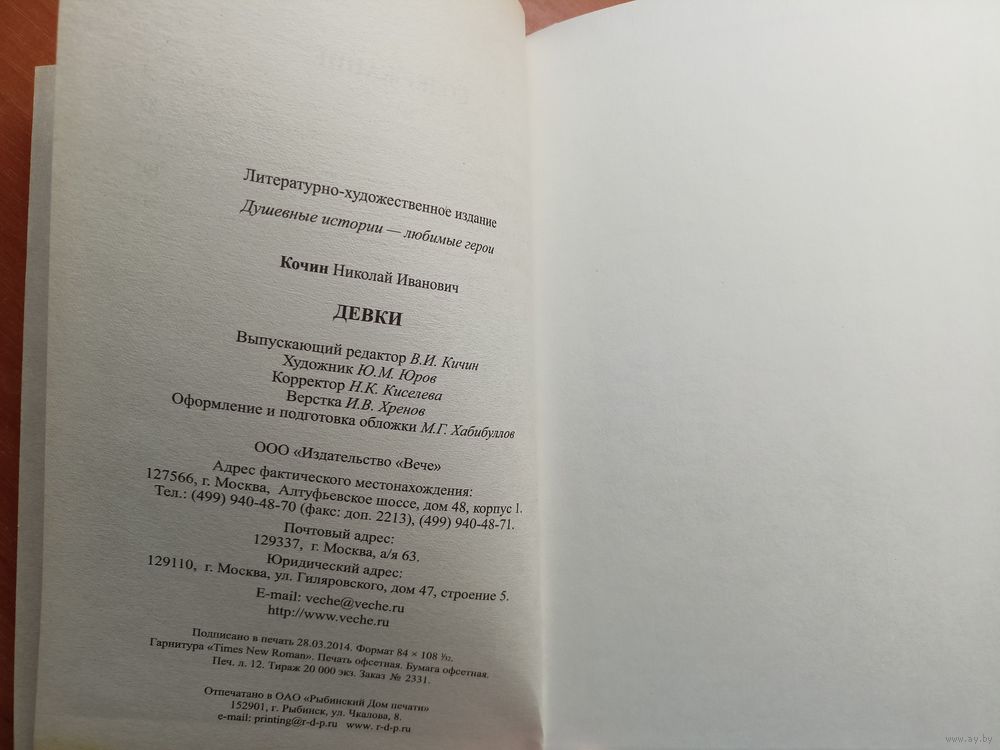 Литературно-художественное издание
Душевные истории — любимые герои
Кочин Николай Иванович
ДЕВКИ
Выпускающий редактор В.И. Кичин
Художник Ю.М. Юров
Корректор Н.К. Киселева
Верстка И.В. Хренов
Оформление и подготовка обложки М.Г. Хабибуллов
ООО «Издательство «Вече»
Адрес фактического местонахождения:
127566, г. Москва, Алтуфьевское шоссе, дом 48, корпус 1.
Тел.: (499) 940-48-70 (факс: доп. 2213), (499) 940-48-71.
Почтовый адрес:
129337, г. Москва, а/я 63.
Юридический адрес:
129110, г. Москва, ул. Гиляровского, дом 47, строение 5.
E-mail: veche@veche.ru
http://www.veche.ru
Подписано в печать 28.03.2014. Формат 84 × 108 1/32.
Гарнитура «Times New Roman». Печать офсетная. Бумага офсетная.
Печ. л. 12. Тираж 20 000 экз. Заказ № 2331.
Отпечатано в ОАО «Рыбинский Дом печати»
152901, г. Рыбинск, ул. Чкалова, 8.
e-mail: printing@r-d-p.ru www. r-d-p.ru
www.ay.by